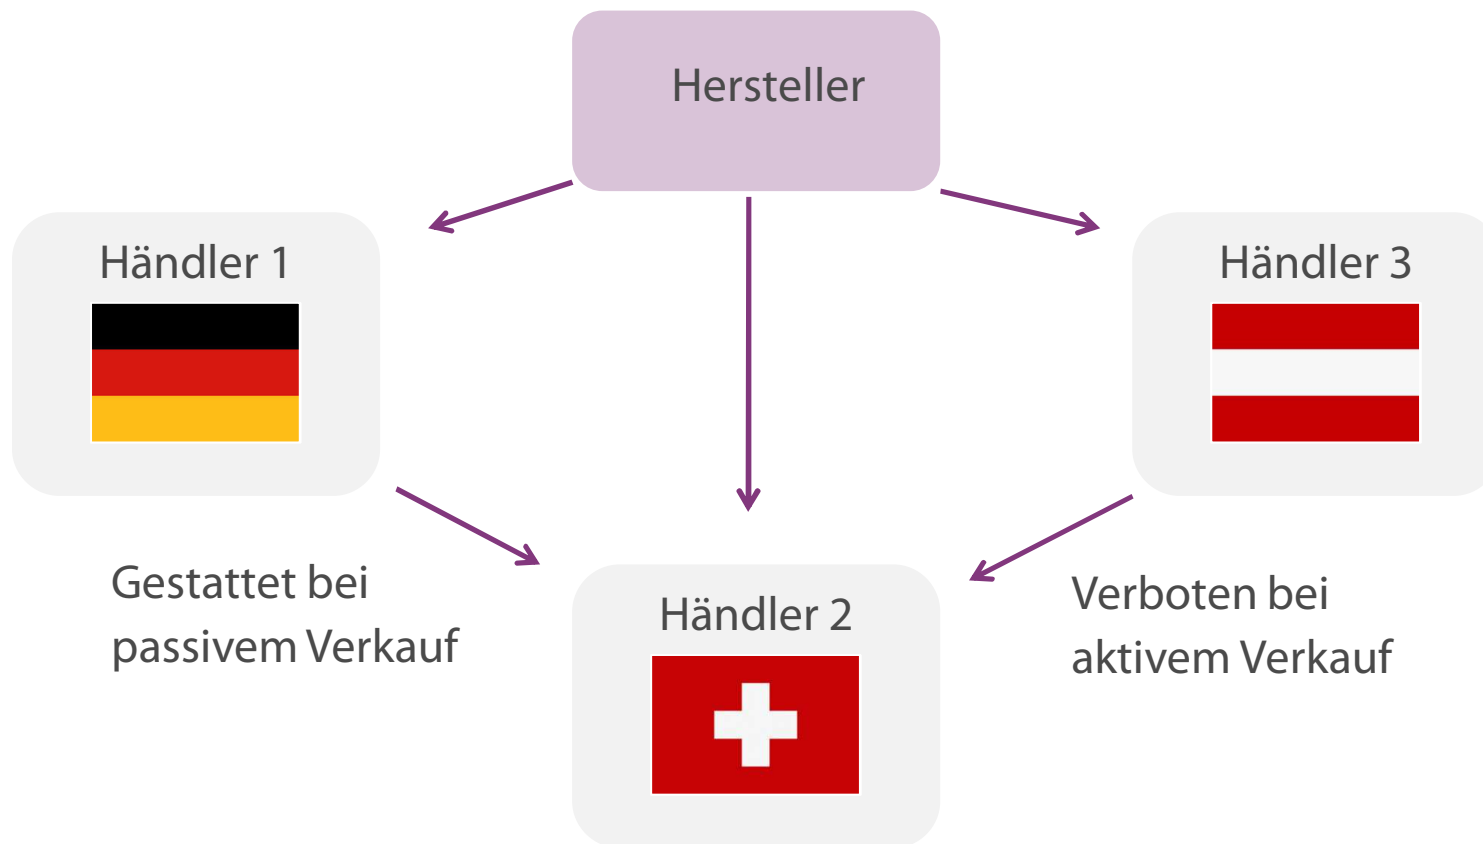 Hersteller
Händler 1
Händler 3
Gestattet bei
passivem Verkauf
Händler 2
Verboten bei
aktivem Verkauf